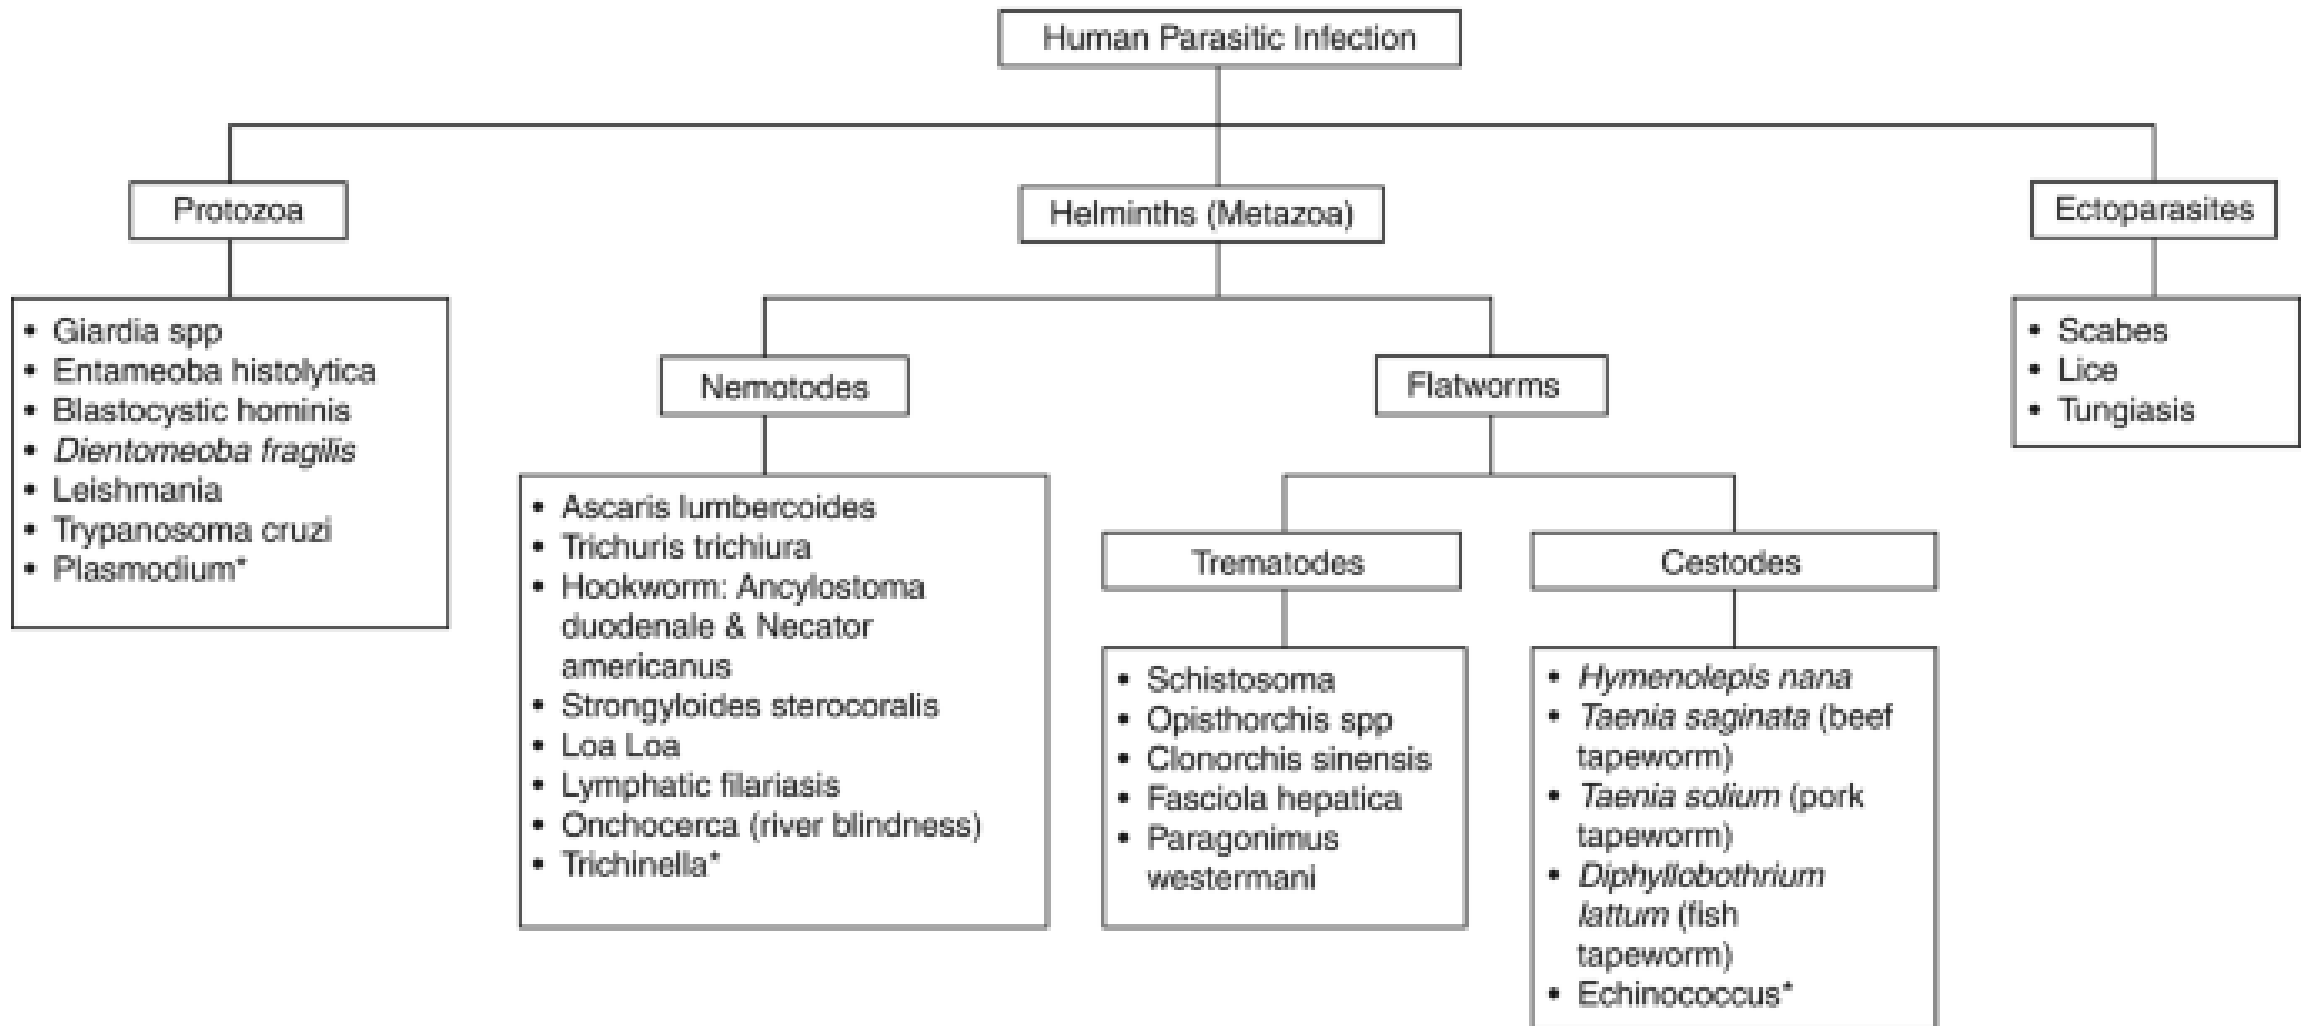 Human Parasitic Infection
Protozoa
Helminths (Metazoa)
Ectoparasites
• Giardia spp
• Entameoba histolytica
• Blastocystic hominis
• Dientomeoba fragilis
• Leishmania
• Trypanosoma cruzi
• Plasmodium*
• Scabes
• Lice
• Tungiasis
Nemotodes
Flatworms
• Ascaris lumbercoides
• Trichuris trichiura
• Hookworm: Ancylostoma
duodenale & Necator
americanus
• Strongyloides sterocoralis
• Loa Loa
• Lymphatic filariasis
• Onchocerca (river blindness)
• Trichinella*
Trematodes
Cestodes
• Schistosoma
• Opisthorchis spp
• Clonorchis sinensis
• Fasciola hepatica
• Paragonimus
westermani
• Hymenolepis nana
• Taenia saginata (beef
tapeworm)
• Taenia solium (pork
tapeworm)
• Diphyllobothrium
lattum (fish
tapeworm)
• Echinococcus*